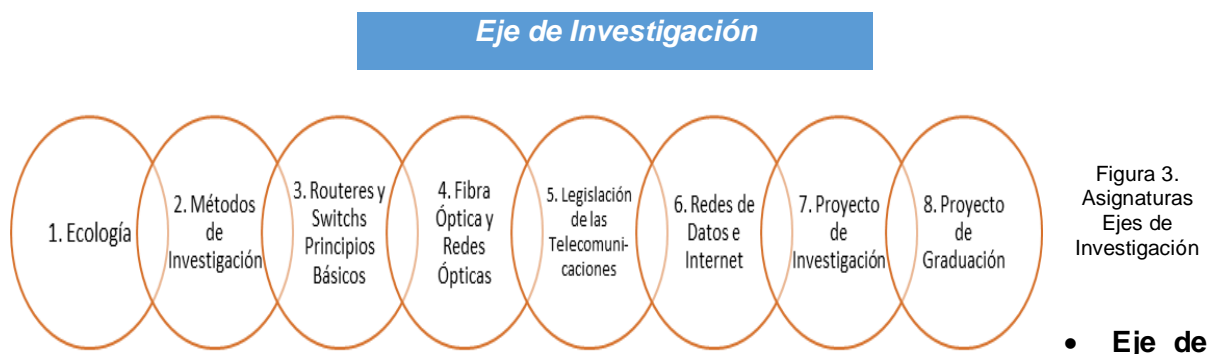 Eje de Investigación
1. Ecología
2. Métodos
de
Investigación
3. Routeres y
Switchs
Principios
Básicos
4. Fibra
Óptica y
Redes
Ópticas
5. Legislación
de las
Telecomuni-
caciones
6. Redes de
Datos e
Internet
7. Proyecto
de
Investigación
8. Proyecto
de
Graduación
Figura 3.
Asignaturas
Ejes de
Investigación
• Eje de